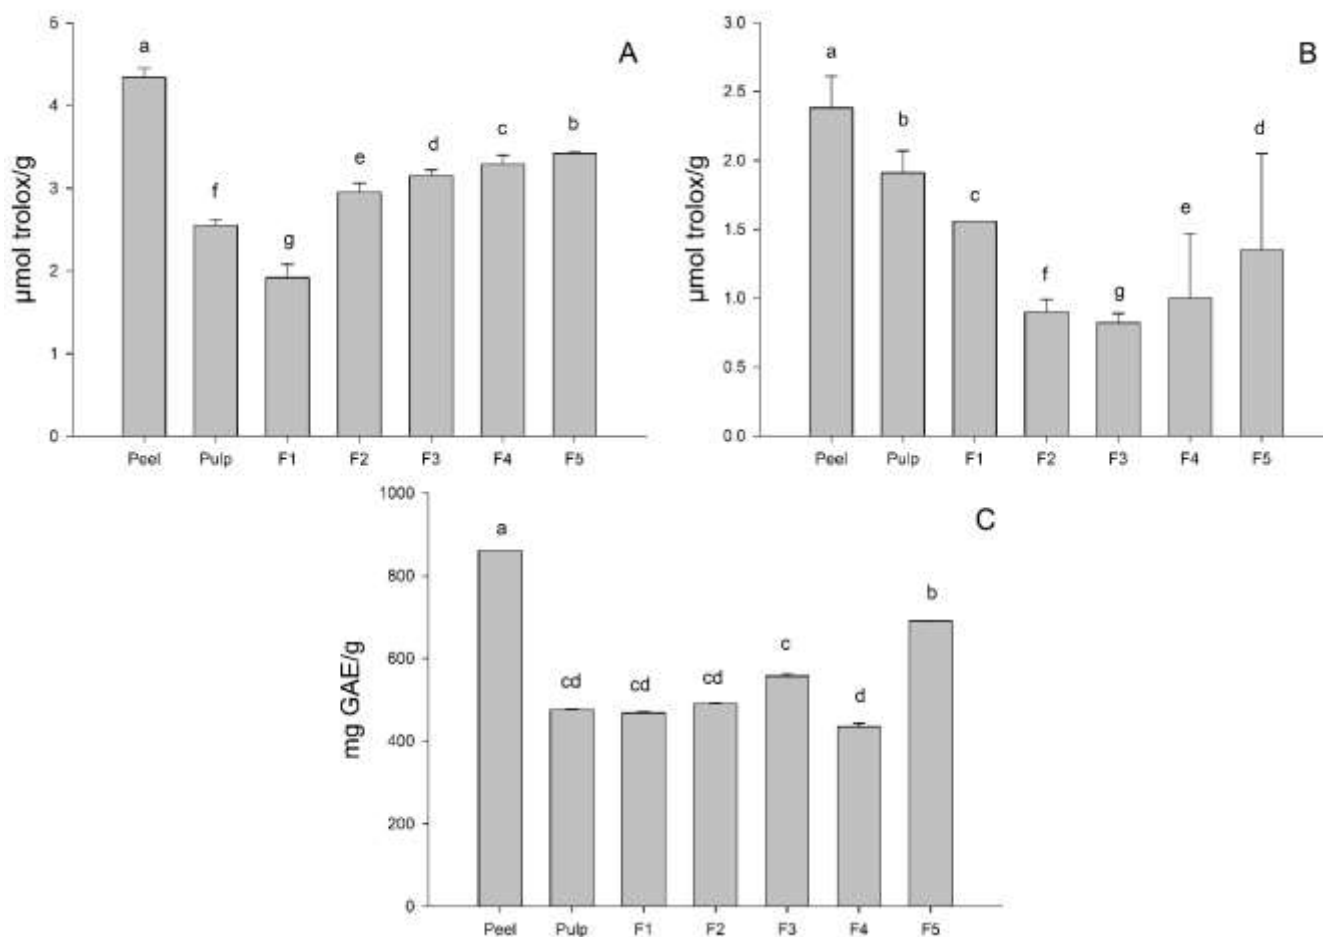 A
μmol trolox/g
5
4
3
2
1
0
a
f
g
e
d
c
b
Peel Pulp F1 F2 F3 F4 F5
B
μmol trolox/g
3.0
2.5
2.0
1.5
1.0
0.5
0.0
a
b
c
f
g
e
d
Peel Pulp F1 F2 F3 F4 F5
C
mg GAE/g
1000
800
600
400
200
0
a
cd
cd
cd
c
d
b
Peel Pulp F1 F2 F3 F4 F5